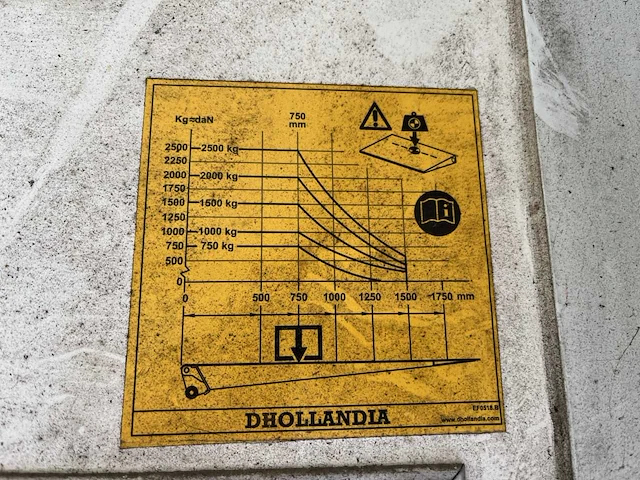 Kg≈daN
750
mm
2500 2500 kg
2250
2000 2000 kg
1750
1500 1500 kg
1250
1000 1000 kg
750 750 kg
500
0
0 500 750 1000 1250 1500 1750 mm
DHOLLANDIA
EF0518.B
www.dhollandia.com